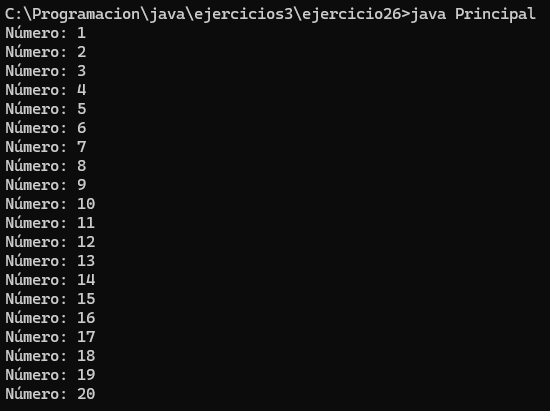 C:\Programacion\java\ejercicios3\ejercicio26>java Principal
Número: 1
Número: 2
Número: 3
Número: 4
Número: 5
Número: 6
Número: 7
Número: 8
Número: 9
Número: 10
Número: 11
Número: 12
Número: 13
Número: 14
Número: 15
Número: 16
Número: 17
Número: 18
Número: 19
Número: 20